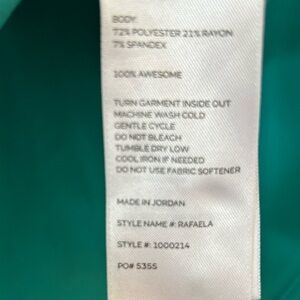 BODY:
72% POLYESTER 21% RAYON
7% SPANDEX
100% AWESOME
TURN GARMENT INSIDE OUT
MACHINE WASH COLD
GENTLE CYCLE
DO NOT BLEACH
TUMBLE DRY LOW
COOL IRON IF NEEDED
DO NOT USE FABRIC SOFTENER
MADE IN JORDAN
STYLE NAME #: RAFAELA
STYLE #: 1000214
PO# 5355